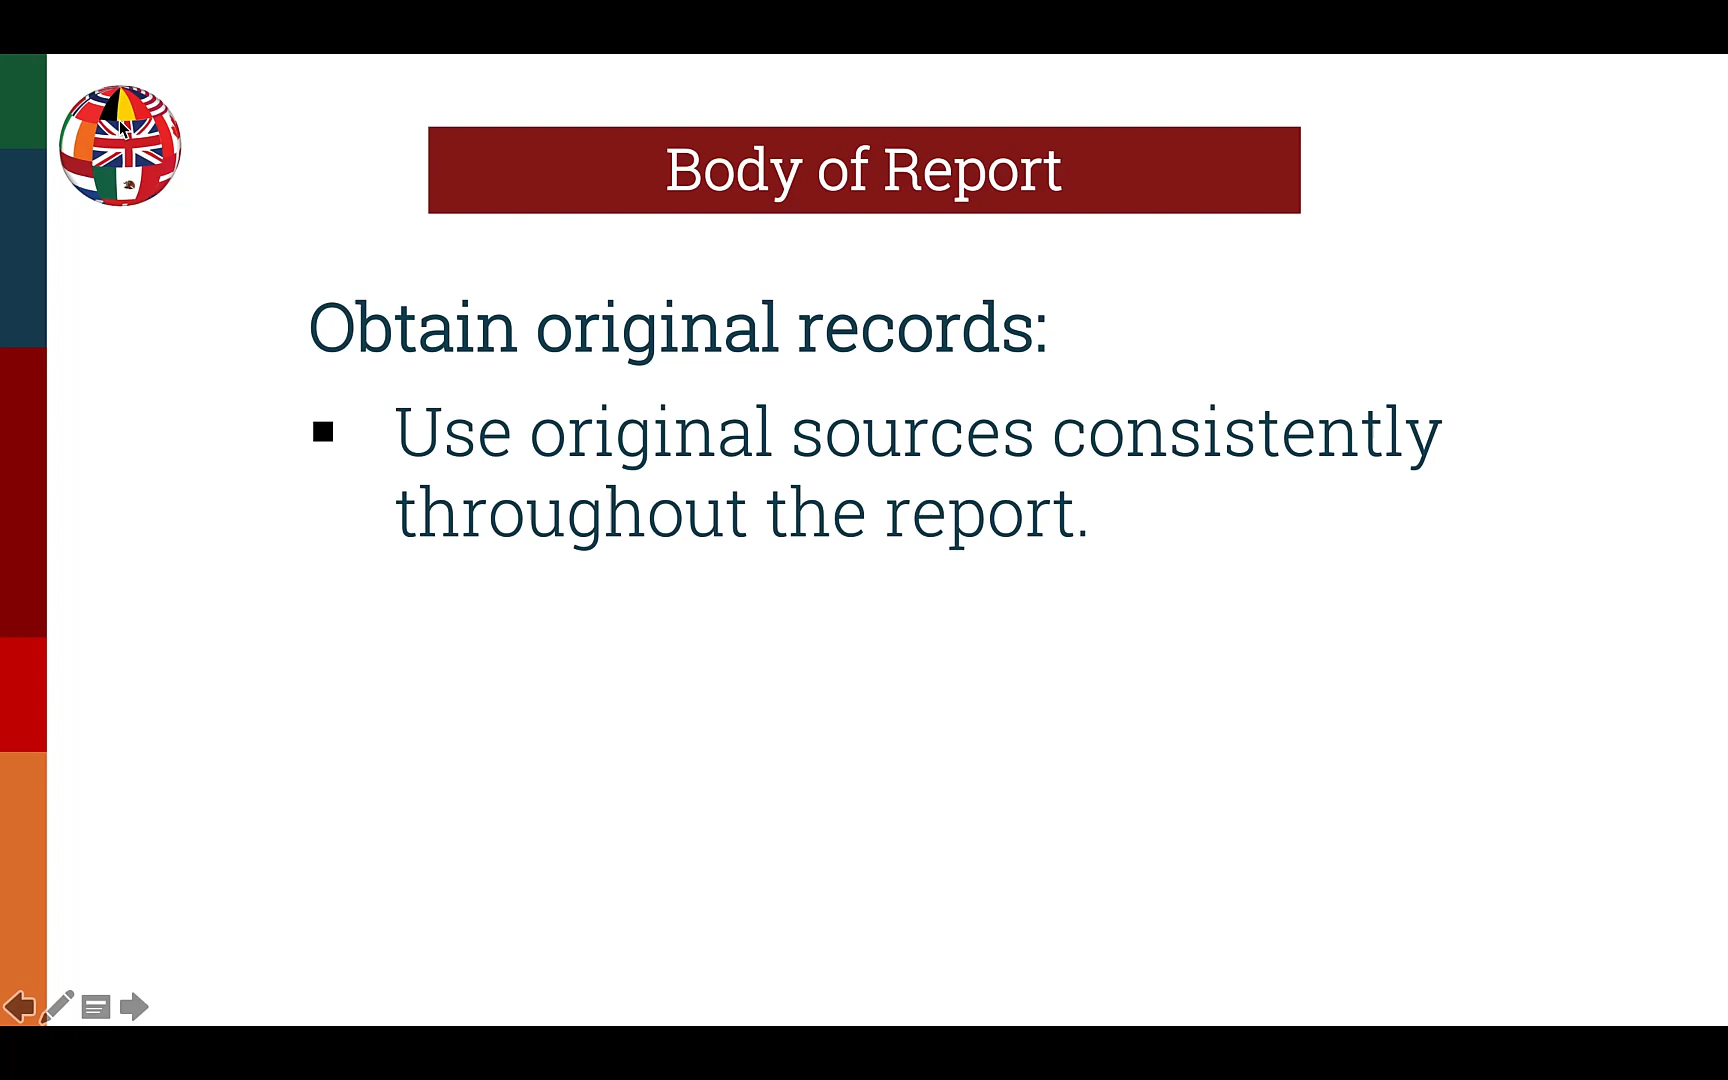 Body of Report
Obtain original records:
▪ Use original sources consistently
throughout the report.